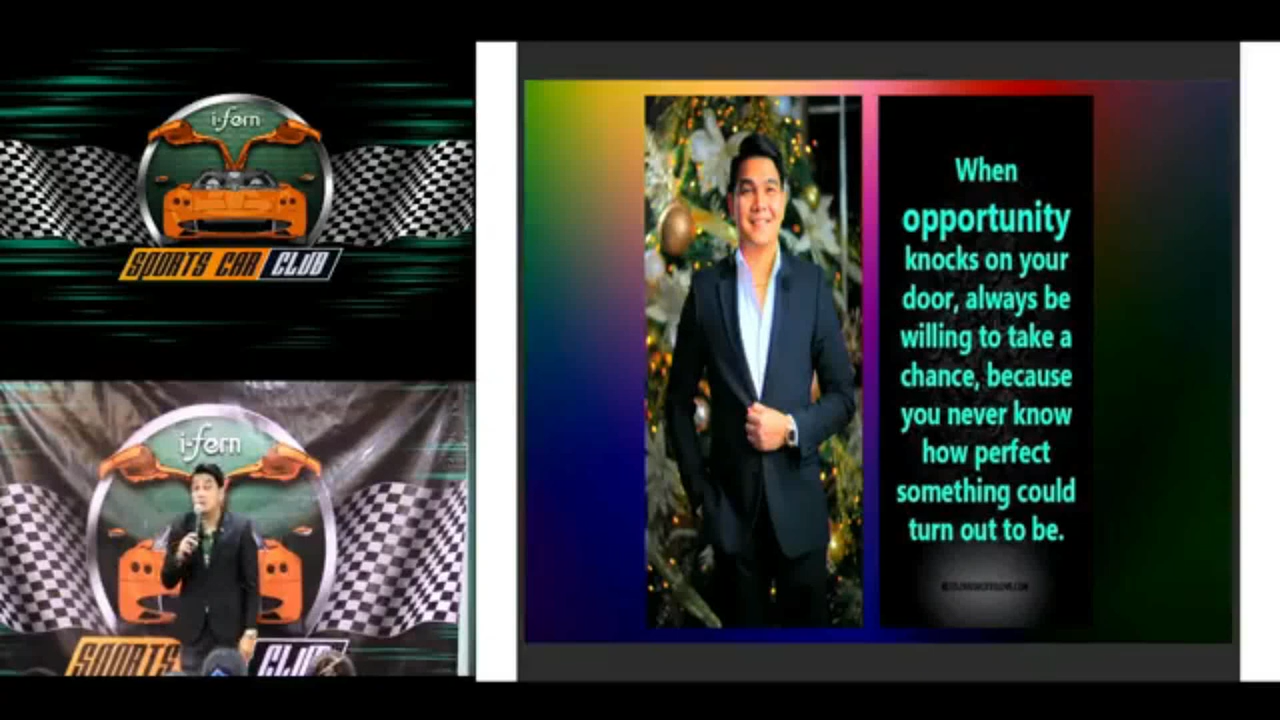 i-fern
SPORTS CAR CLUB
i-fern
SPORTS
CLUB
When
opportunity
knocks on your
door, always be
willing to take a
chance, because
you never know
how perfect
something could
turn out to be.